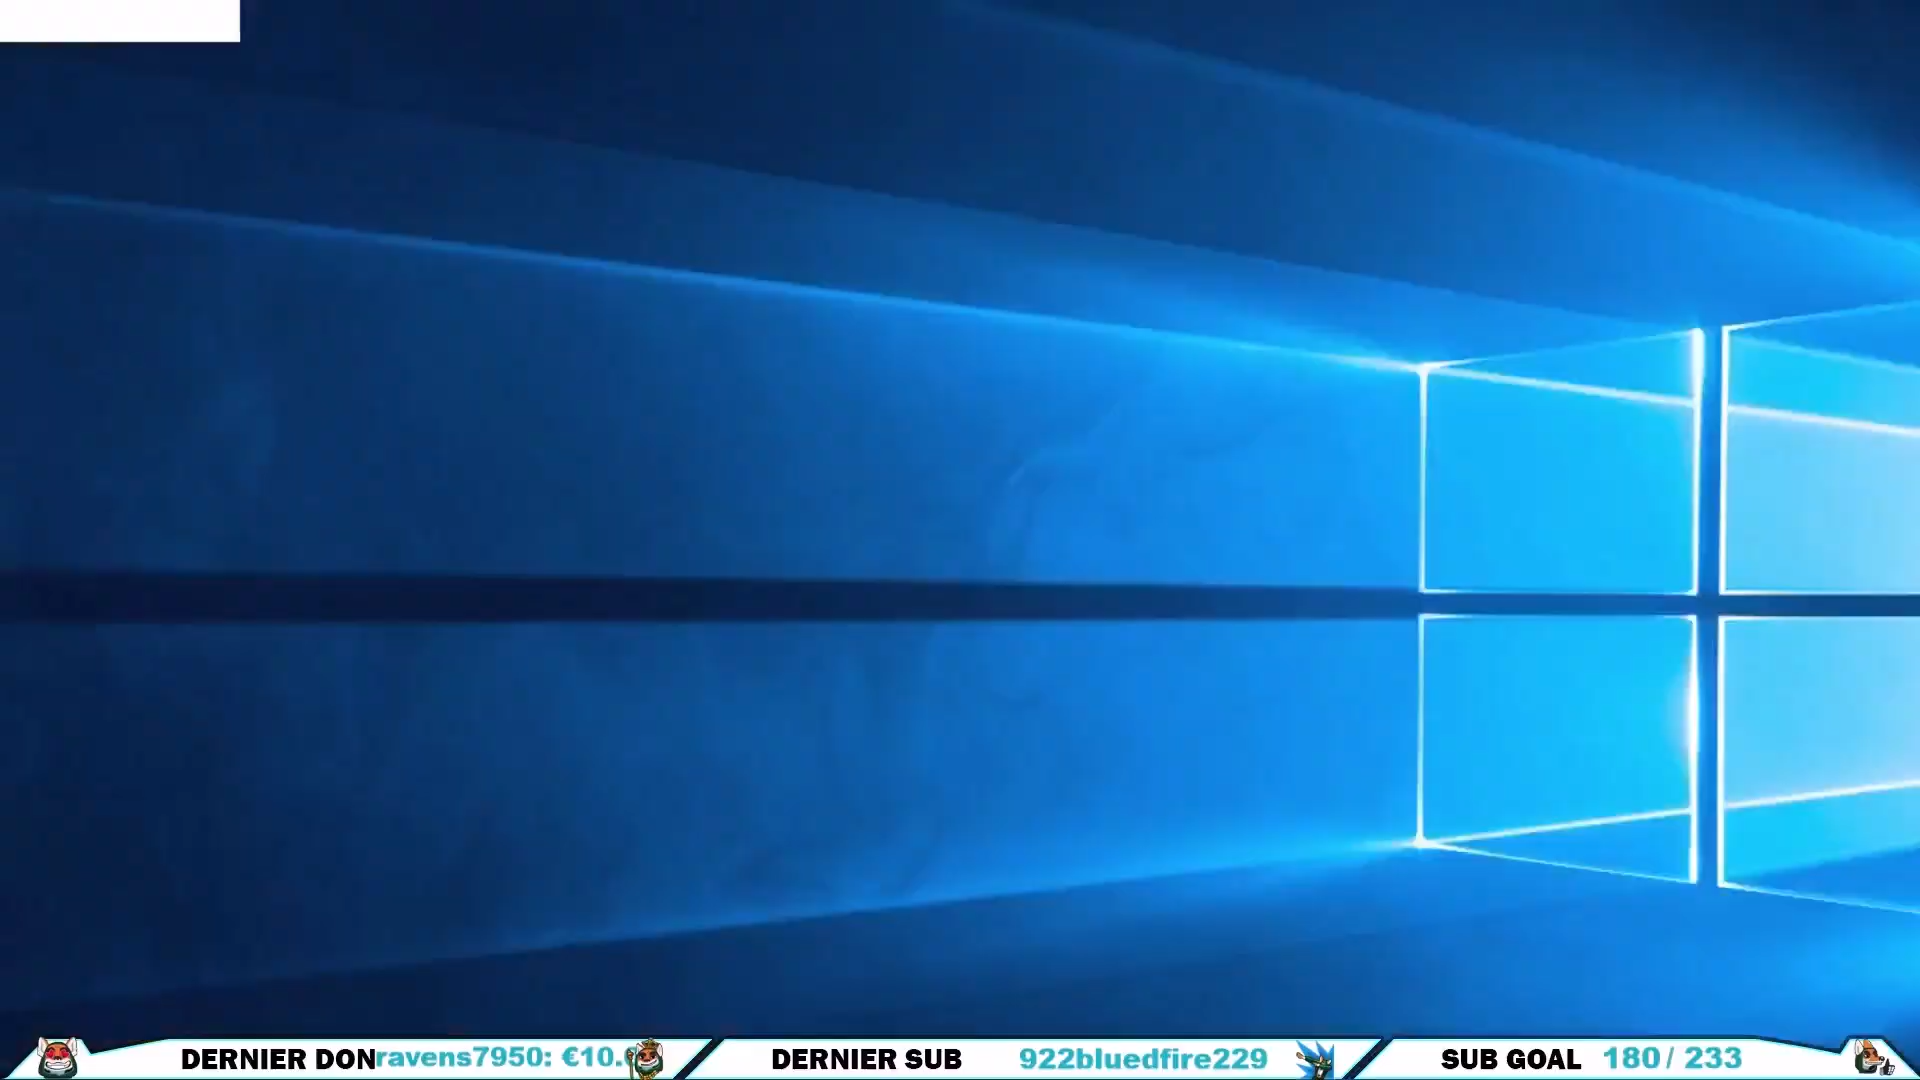 DERNIER DON ravens7950: €10.
DERNIER SUB 922bluedfire229
SUB GOAL 180 / 233